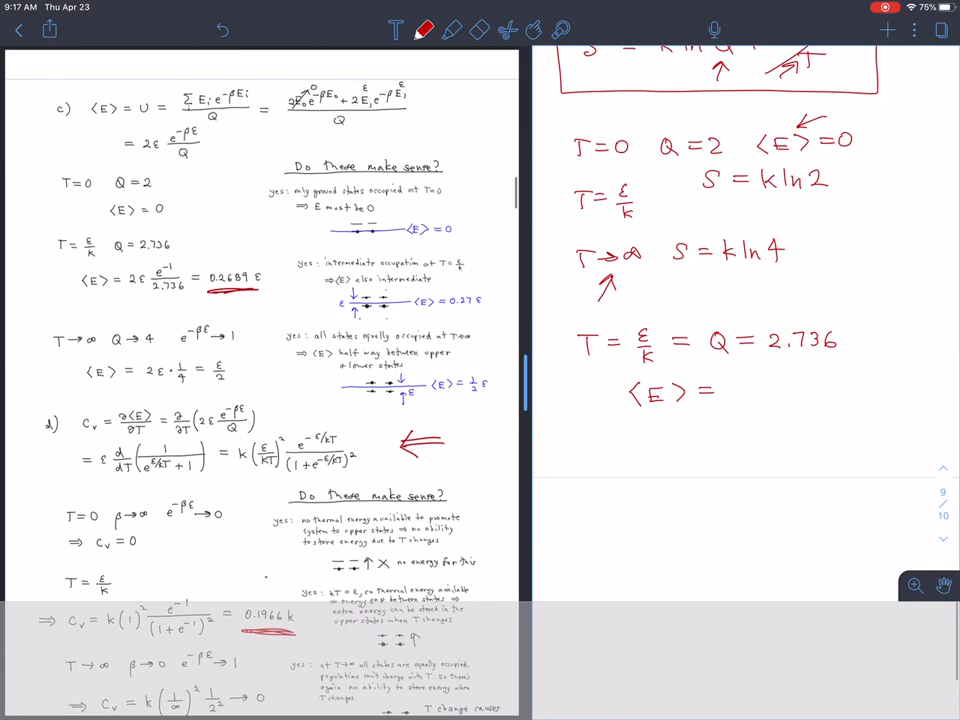 9:17 AM Thu Apr 23
75%
c) ⟨E⟩ = U = Σ Ei e^-βEi / Q = 2E₀e^-βE₀ + 2E₁e^-βE₁ / Q
0 ε ε
= 2ε e^-βε / Q
T=0 Q=2
⟨E⟩ = 0
T= ε/k Q= 2.736
⟨E⟩ = 2ε e^-1 / 2.736 = 0.2689 ε
T→∞ Q→4 e^-βε→1
⟨E⟩ = 2ε · 1/4 = ε/2
Do these make sense?
yes: only ground states occupied at T=0
⟹ E must be 0
⟨E⟩ = 0
yes: intermediate occupation at T= ε/k
⟹⟨E⟩ also intermediate
ε ⟨E⟩ = 0.27 ε
yes: all states equally occupied at T→∞
⟹ ⟨E⟩ half way between upper
& lower states
⟨E⟩ = 1/2 ε
ε
d) Cv = ∂⟨E⟩/∂T = ∂/∂T (2ε e^-βε / Q)
= ε d/dT (1 / e^ε/kT + 1) = k (ε/kT)² e^-ε/kT / (1+e^-ε/kT)²
T=0 β→∞ e^-βε→0
⟹ Cv = 0
T= ε/k
⟹ Cv = k(1)² e^-1 / (1+e^-1)² = 0.1966 k
T→∞ β→0 e^-βε→1
⟹ Cv = k(1/∞)² 1/2² → 0
Do these make sense?
yes: no thermal energy available to promote
system to upper states ⟹ no ability
to store energy due to T changes
↑ X no energy for this
yes: kT = ε, so thermal energy available
= energy gap between states ⟹
extra energy can be stored in the
upper states when T changes
yes: at T→∞ all states are equally occupied.
populations can't change with T. So there's
again no ability to store energy when
T changes.
T change causes
T=0 Q=2 ⟨E⟩=0
S = k ln 2
T = ε/k
T→∞ S = k ln 4
T = ε/k = Q = 2.736
⟨E⟩ =
9
/
10